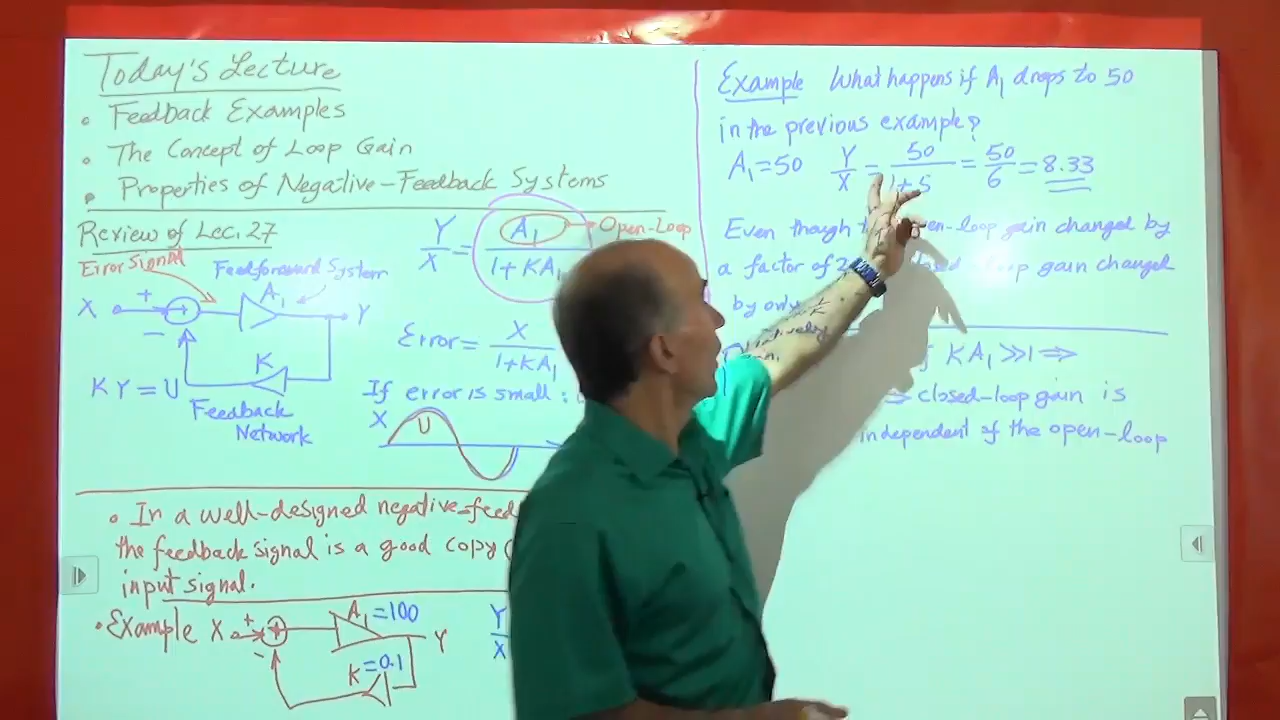 Today's Lecture
• Feedback Examples
• The Concept of Loop Gain
• Properties of Negative-Feedback Systems
Review of Lec. 27
Error Signal
Feedforward System
X + − + A₁ Y
K
KY = U
Feedback
Network
Y/X = A₁/(1 + KA₁
Open-Loop
Error = X/(1+KA₁
If error is small :
X U
• In a well-designed negative-feed
the feedback signal is a good copy
input signal.
• Example X + − + A₁ = 100 Y
K = 0.1
Y/X
Example What happens if A₁ drops to 50
in the previous example?
A₁ = 50 Y/X = 50/(1+5 = 50/6 = 8.33
Even though en-loop gain changed by
a factor of 2 loop gain changed
by only
KA₁ ≫ 1 ⇒
⇒ closed-loop gain is
independent of the open-loop